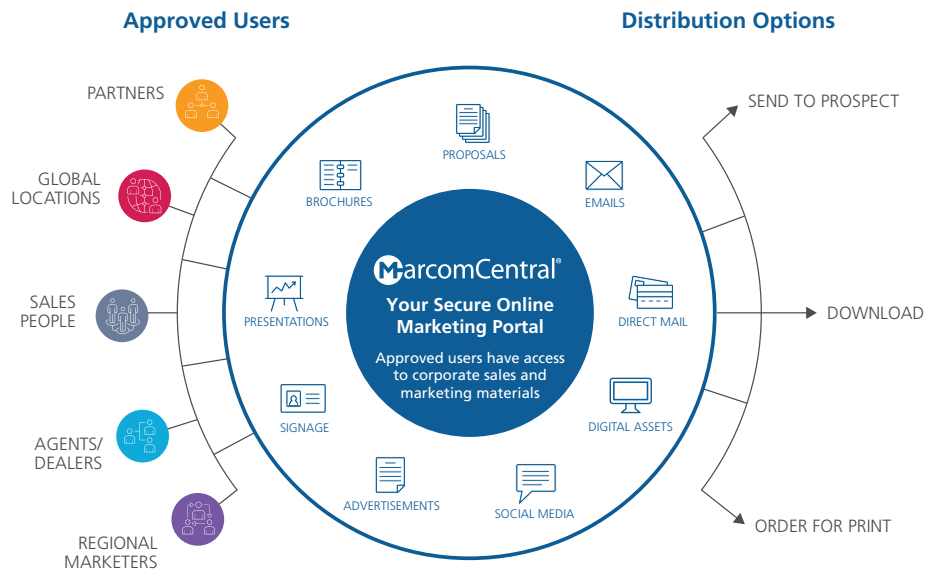 Approved Users
Distribution Options
PARTNERS
GLOBAL
LOCATIONS
SALES
PEOPLE
AGENTS/
DEALERS
REGIONAL
MARKETERS
PROPOSALS
BROCHURES
EMAILS
PRESENTATIONS
DIRECT MAIL
SIGNAGE
DIGITAL ASSETS
ADVERTISEMENTS
SOCIAL MEDIA
MarcomCentral®
Your Secure Online
Marketing Portal
Approved users have access
to corporate sales and
marketing materials
SEND TO PROSPECT
DOWNLOAD
ORDER FOR PRINT